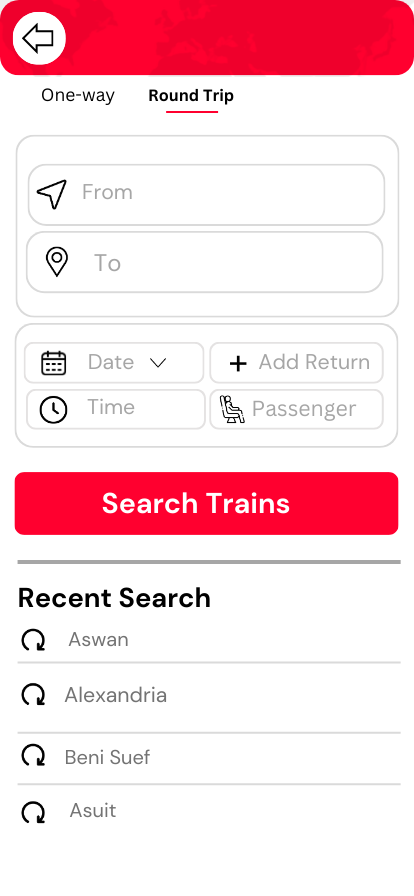 One-way Round Trip
From
To
Date Add Return
Time Passenger
Search Trains
Recent Search
Aswan
Alexandria
Beni Suef
Asuit